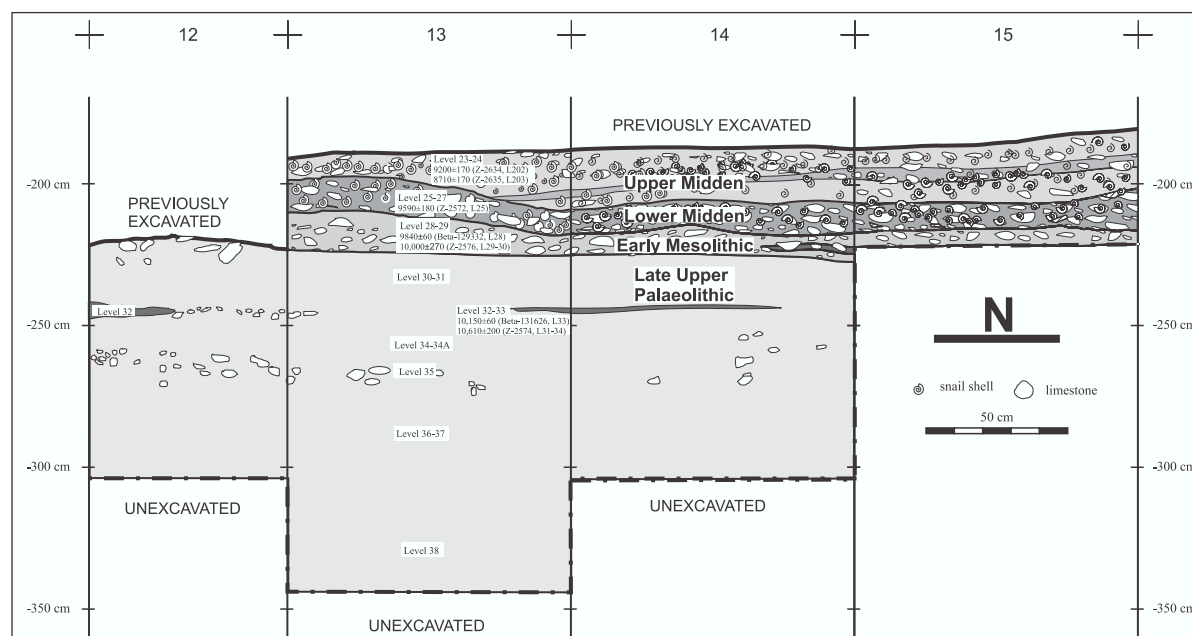 12
13
14
15
PREVIOUSLY EXCAVATED
Level 23-24
9200±170 (Z-2634, L202)
8710±170 (Z-2635, L203)
Upper Midden
-200 cm
-200 cm
PREVIOUSLY
EXCAVATED
Level 25-27
9590±180 (Z-2572, L25)
Lower Midden
Level 28-29
9840±60 (Beta-129332, L28)
10,000±270 (Z-2576, L29-30)
Early Mesolithic
Level 30-31
Late Upper
Palaeolithic
Level 32
Level 32-33
10,150±60 (Beta-131626, L33)
10,610±200 (Z-2574, L31-34)
N
-250 cm
-250 cm
Level 34-34A
Level 35
snail shell
limestone
50 cm
Level 36-37
-300 cm
-300 cm
UNEXCAVATED
UNEXCAVATED
Level 38
-350 cm
-350 cm
UNEXCAVATED